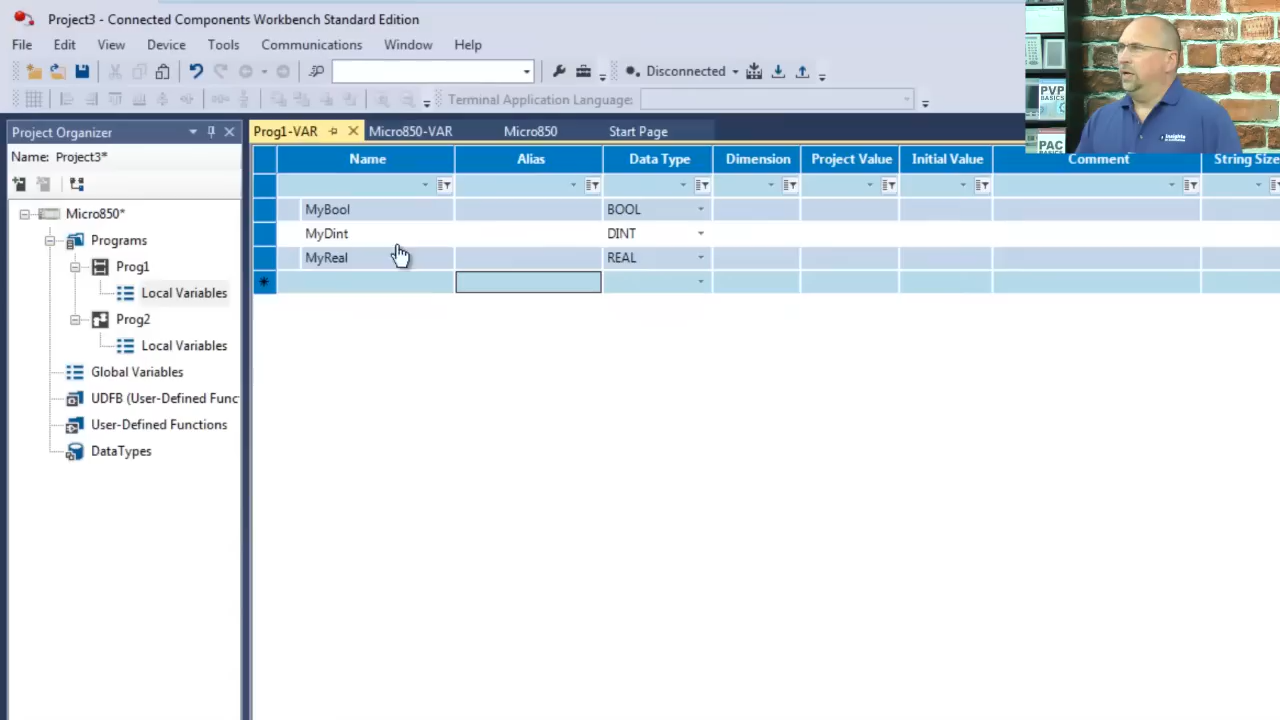 Project3 - Connected Components Workbench Standard Edition
File Edit View Device Tools Communications Window Help
Disconnected
Terminal Application Language:
PVP BASICS
PAC BASICS
Insights
Project Organizer
Prog1-VAR Micro850-VAR Micro850 Start Page
Name: Project3*
Name Alias Data Type Dimension Project Value Initial Value Comment String Size
Micro850*
Programs
Prog1
Local Variables
Prog2
Local Variables
Global Variables
UDFB (User-Defined Func
User-Defined Functions
DataTypes
MyBool BOOL
MyDint DINT
MyReal REAL